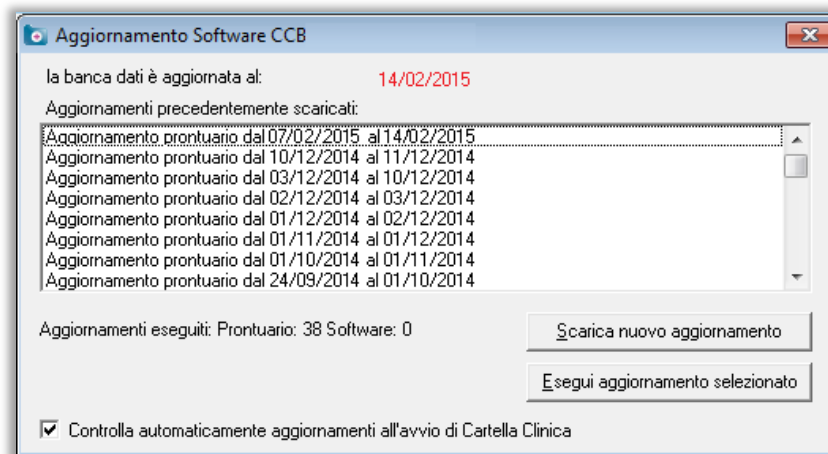 Aggiornamento Software CCB
la banca dati è aggiornata al: 14/02/2015
Aggiornamenti precedentemente scaricati:
Aggiornamento prontuario dal 07/02/2015 al 14/02/2015
Aggiornamento prontuario dal 10/12/2014 al 11/12/2014
Aggiornamento prontuario dal 03/12/2014 al 10/12/2014
Aggiornamento prontuario dal 02/12/2014 al 03/12/2014
Aggiornamento prontuario dal 01/12/2014 al 02/12/2014
Aggiornamento prontuario dal 01/11/2014 al 01/12/2014
Aggiornamento prontuario dal 01/10/2014 al 01/11/2014
Aggiornamento prontuario dal 24/09/2014 al 01/10/2014
Aggiornamenti eseguiti: Prontuario: 38 Software: 0
Scarica nuovo aggiornamento
Esegui aggiornamento selezionato
Controlla automaticamente aggiornamenti all'avvio di Cartella Clinica